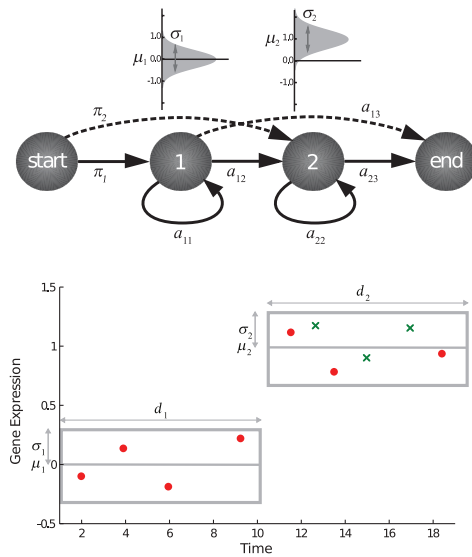 σ₁
σ₂
1.0
μ₁ 0.0
-1.0
μ₂ 1.0
0.0
-1.0
π₂
a₁₃
start
1
2
end
π₁
a₁₂
a₂₃
a₁₁
a₂₂
1.5
d₂
σ₂
μ₂
1
0.5
d₁
σ₁
μ₁
0
-0.5
Gene Expression
2 4 6 8 10 12 14 16 18
Time